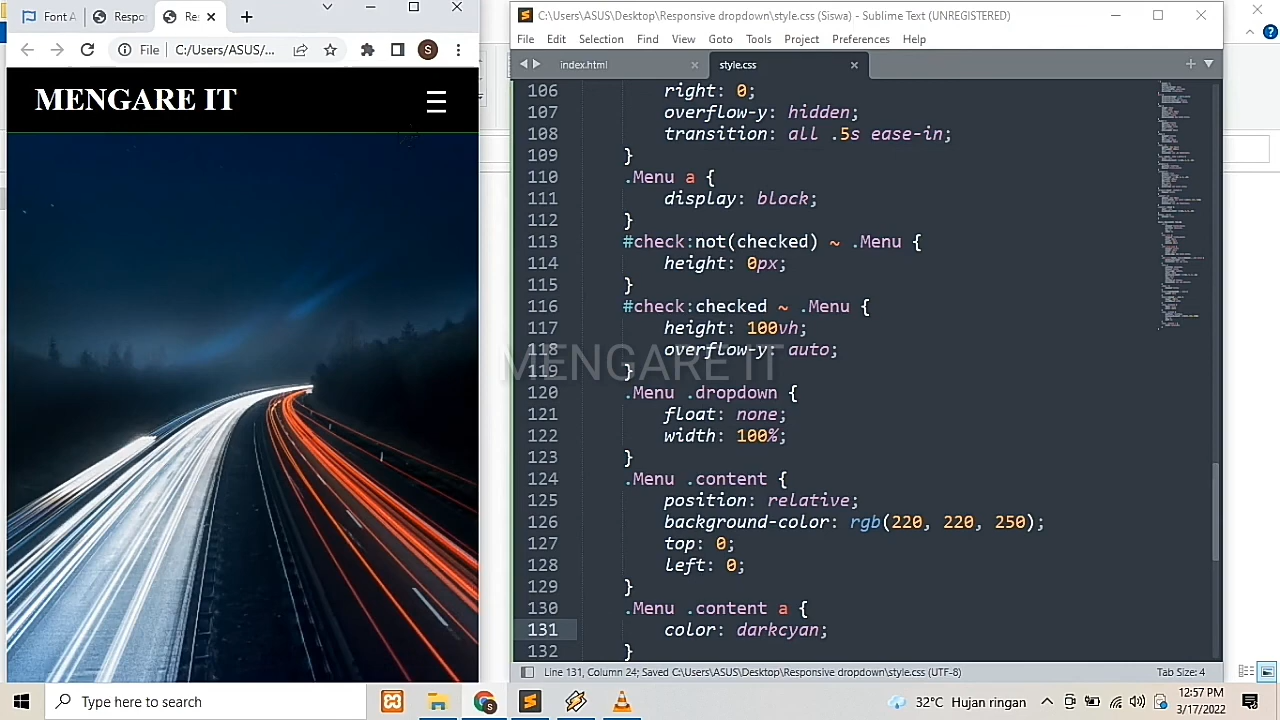 Font A
Respo
Res
File
C:/Users/ASUS/...
S
MENGARE IT
C:\Users\ASUS\Desktop\Responsive dropdown\style.css (Siswa) - Sublime Text (UNREGISTERED)
File Edit Selection Find View Goto Tools Project Preferences Help
index.html
style.css
106 right: 0;
107 overflow-y: hidden;
108 transition: all .5s ease-in;
109 }
110 .Menu a {
111 display: block;
112 }
113 #check:not(checked) ~ .Menu {
114 height: 0px;
115 }
116 #check:checked ~ .Menu {
117 height: 100vh;
118 overflow-y: auto;
119 }
120 .Menu .dropdown {
121 float: none;
122 width: 100%;
123 }
124 .Menu .content {
125 position: relative;
126 background-color: rgb(220, 220, 250);
127 top: 0;
128 left: 0;
129 }
130 .Menu .content a {
131 color: darkcyan;
132 }
MENGARE IT
Line 131, Column 24; Saved C:\Users\ASUS\Desktop\Responsive dropdown\style.css (UTF-8)
Type here to search
32°C Hujan ringan
12:57 PM
3/17/2022